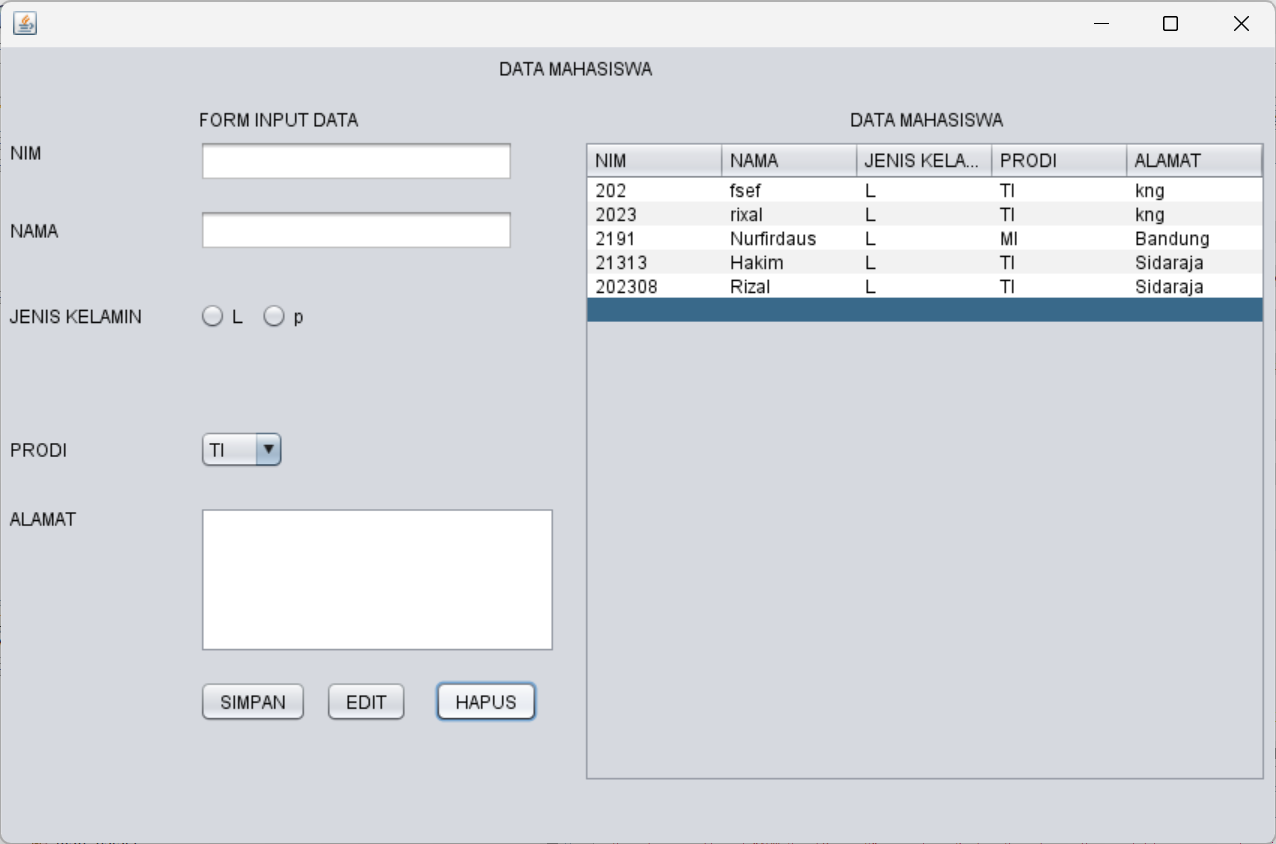 DATA MAHASISWA
FORM INPUT DATA
NIM
NAMA
JENIS KELAMIN L p
PRODI TI
ALAMAT
SIMPAN EDIT HAPUS
DATA MAHASISWA
NIM NAMA JENIS KELA... PRODI ALAMAT
202 fsef L TI kng
2023 rixal L TI kng
2191 Nurfirdaus L MI Bandung
21313 Hakim L TI Sidaraja
202308 Rizal L TI Sidaraja